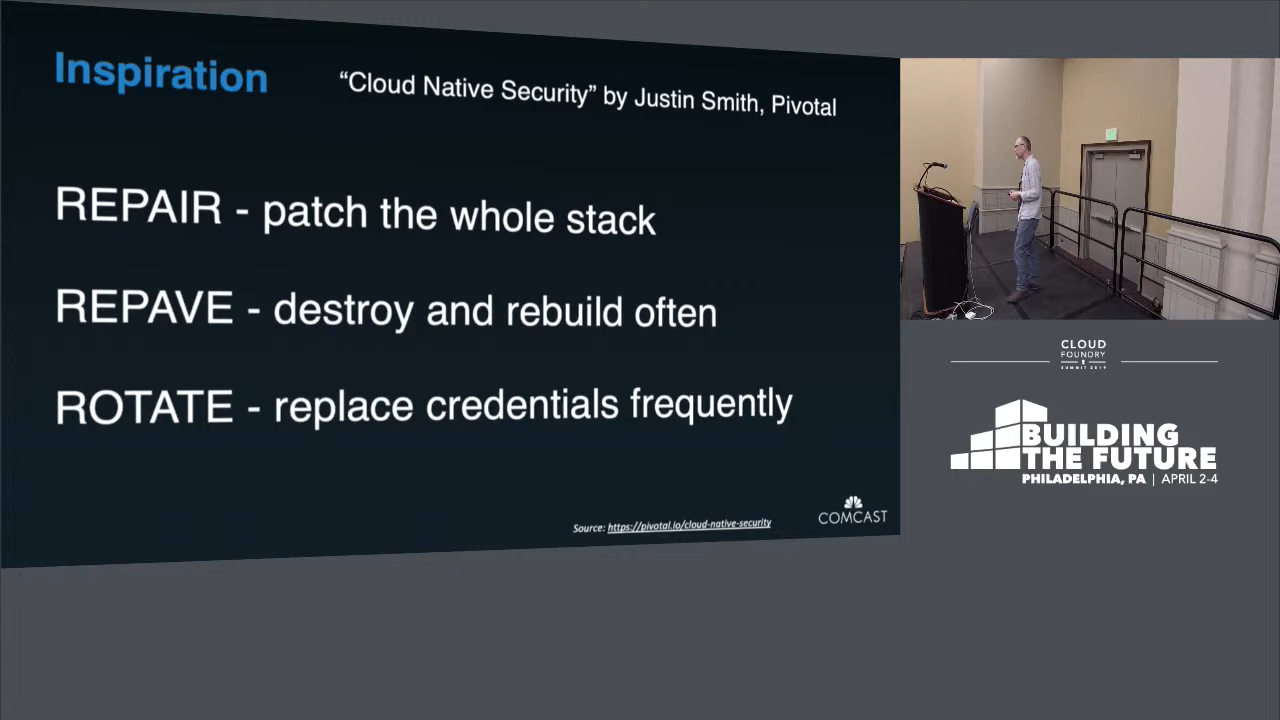 Inspiration
“Cloud Native Security” by Justin Smith, Pivotal
REPAIR - patch the whole stack
REPAVE - destroy and rebuild often
ROTATE - replace credentials frequently
Source: https://pivotal.io/cloud-native-security
COMCAST
CLOUD
FOUNDRY
SUMMIT 2019
BUILDING
THE FUTURE
PHILADELPHIA, PA | APRIL 2-4